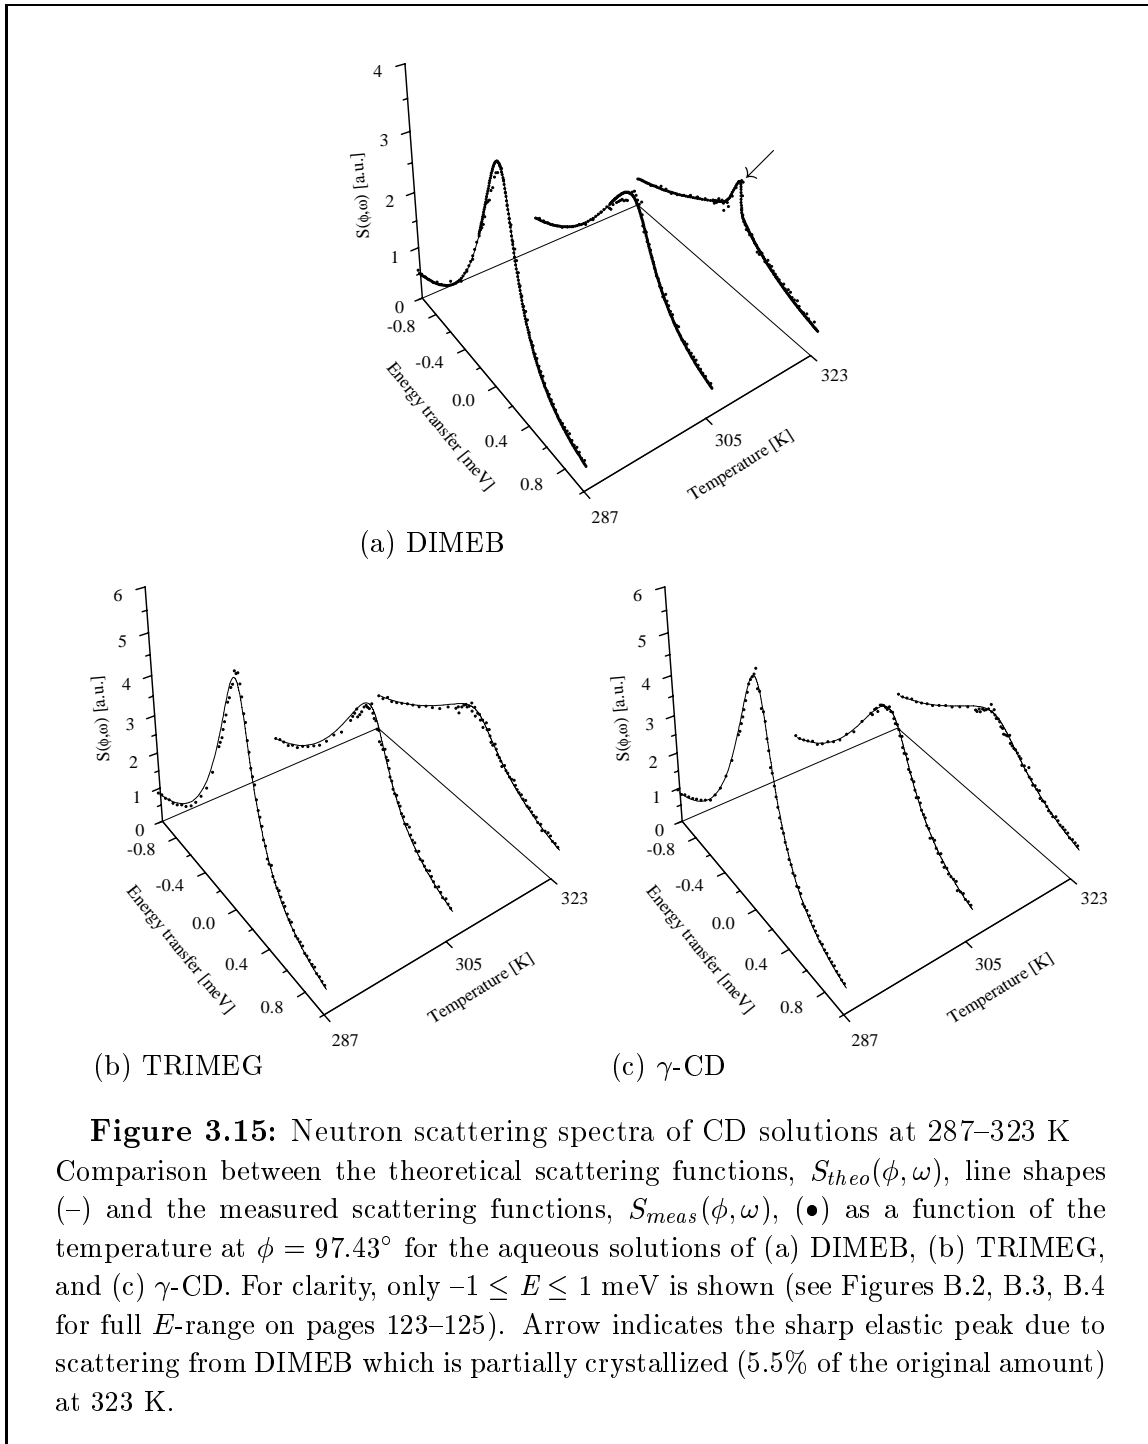 4
3
2
1
0
S(ϕ,ω) [a.u.]
-0.8
-0.4
0.0
0.4
0.8
Energy transfer [meV]
287
305
323
Temperature [K]
(a) DIMEB
6
5
4
3
2
1
0
S(ϕ,ω) [a.u.]
-0.8
-0.4
0.0
0.4
0.8
Energy transfer [meV]
287
305
323
Temperature [K]
(b) TRIMEG
6
5
4
3
2
1
0
S(ϕ,ω) [a.u.]
-0.8
-0.4
0.0
0.4
0.8
Energy transfer [meV]
287
305
323
Temperature [K]
(c) γ-CD
Figure 3.15: Neutron scattering spectra of CD solutions at 287–323 K
Comparison between the theoretical scattering functions, S_theo(ϕ, ω), line shapes
(–) and the measured scattering functions, S_meas(ϕ, ω), (•) as a function of the
temperature at ϕ = 97.43° for the aqueous solutions of (a) DIMEB, (b) TRIMEG,
and (c) γ-CD. For clarity, only –1 ≤ E ≤ 1 meV is shown (see Figures B.2, B.3, B.4
for full E-range on pages 123–125). Arrow indicates the sharp elastic peak due to
scattering from DIMEB which is partially crystallized (5.5% of the original amount)
at 323 K.